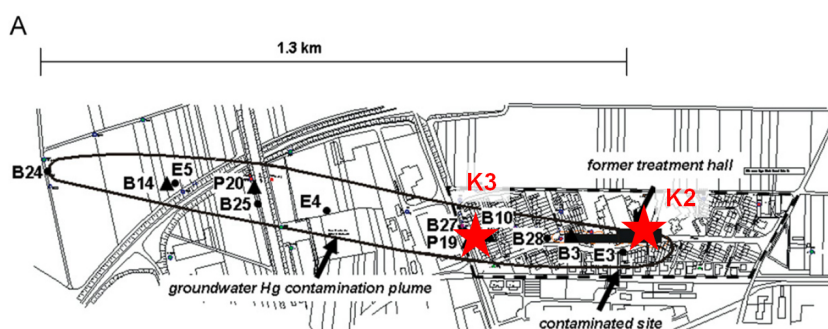 A
1.3 km
former treatment hall
K3
K2
B24
E5
B14
P20
B25
E4
B27
B10
P19
B28
B3
E3
groundwater Hg contamination plume
contaminated site